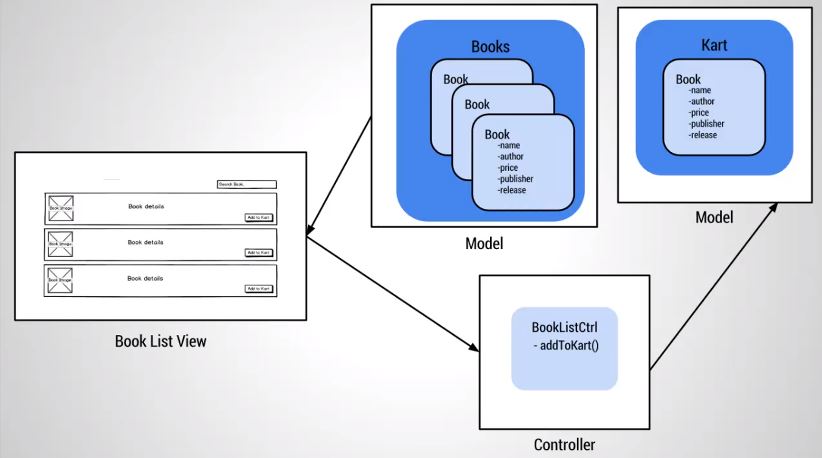 Books
Book
Book
Book
-name
-author
-price
-publisher
-release
Model
Kart
Book
-name
-author
-price
-publisher
-release
Model
Search Book.
Book Image
Book details
Add to Kart
Book Image
Book details
Add to Kart
Book Image
Book details
Add to Kart
Book List View
BookListCtrl
- addToKart()
Controller